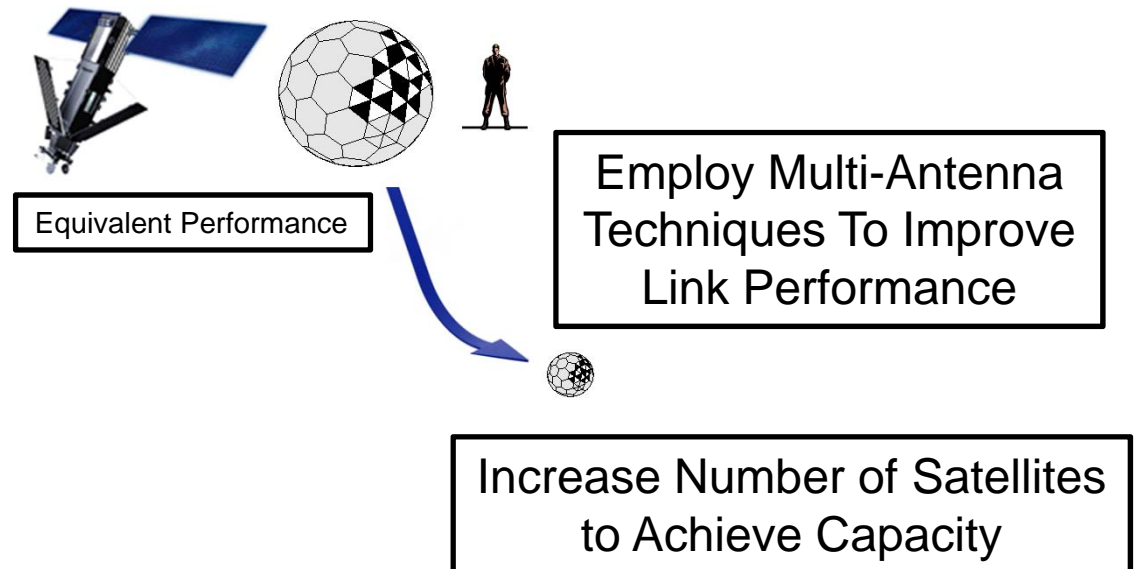 Equivalent Performance
Employ Multi-Antenna
Techniques To Improve
Link Performance
Increase Number of Satellites
to Achieve Capacity